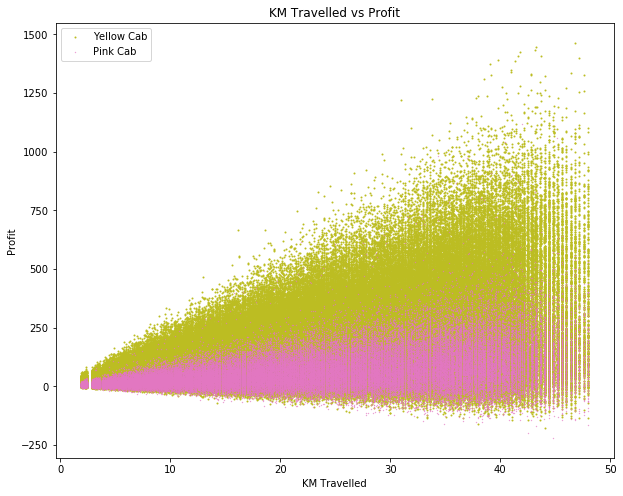 KM Travelled vs Profit
Yellow Cab
Pink Cab
1500
1250
1000
750
500
250
0
−250
Profit
0 10 20 30 40 50
KM Travelled